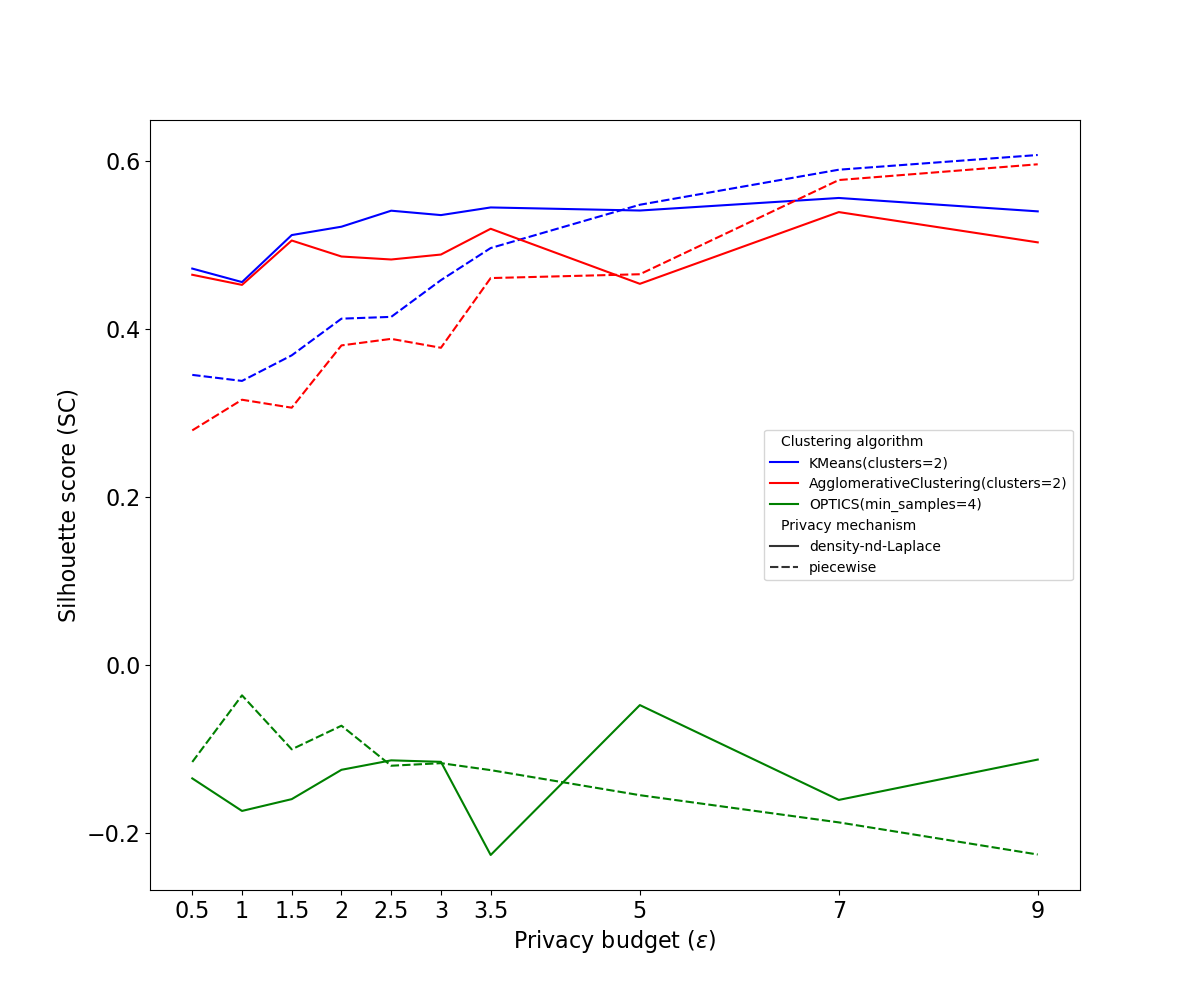 0.6
0.4
0.2
0.0
−0.2
Silhouette score (SC)
Clustering algorithm
KMeans(clusters=2)
AgglomerativeClustering(clusters=2)
OPTICS(min_samples=4)
Privacy mechanism
density-nd-Laplace
piecewise
0.5 1 1.5 2 2.5 3 3.5 5 7 9
Privacy budget (ε)